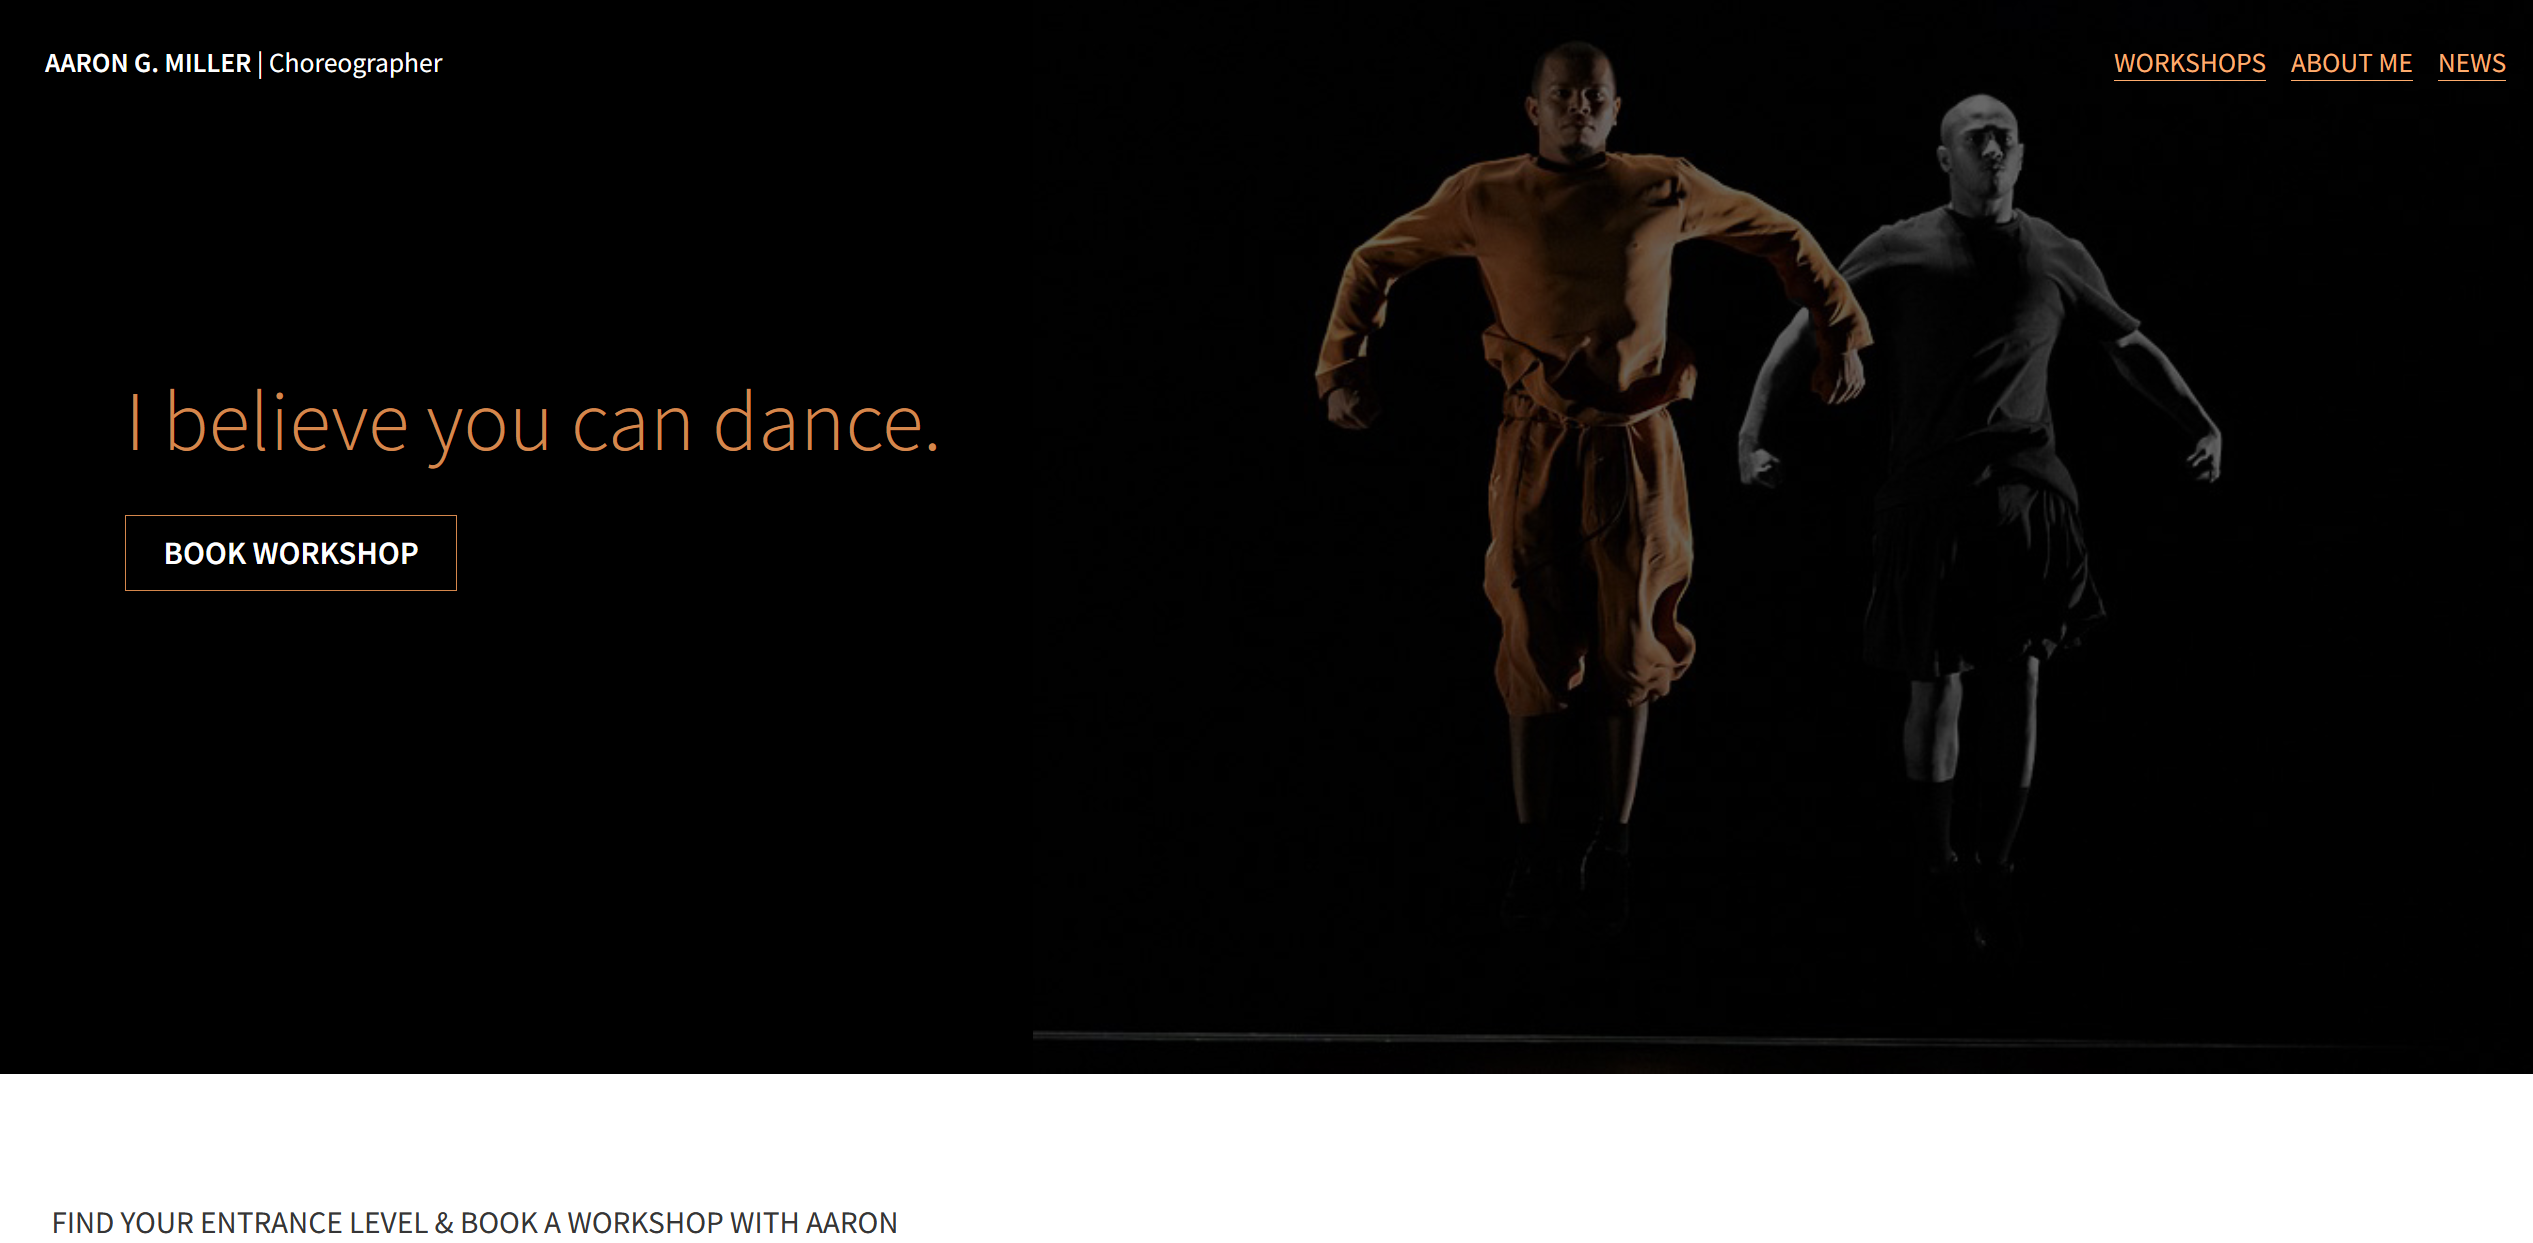 AARON G. MILLER | Choreographer
WORKSHOPS ABOUT ME NEWS
I believe you can dance.
BOOK WORKSHOP
FIND YOUR ENTRANCE LEVEL & BOOK A WORKSHOP WITH AARON